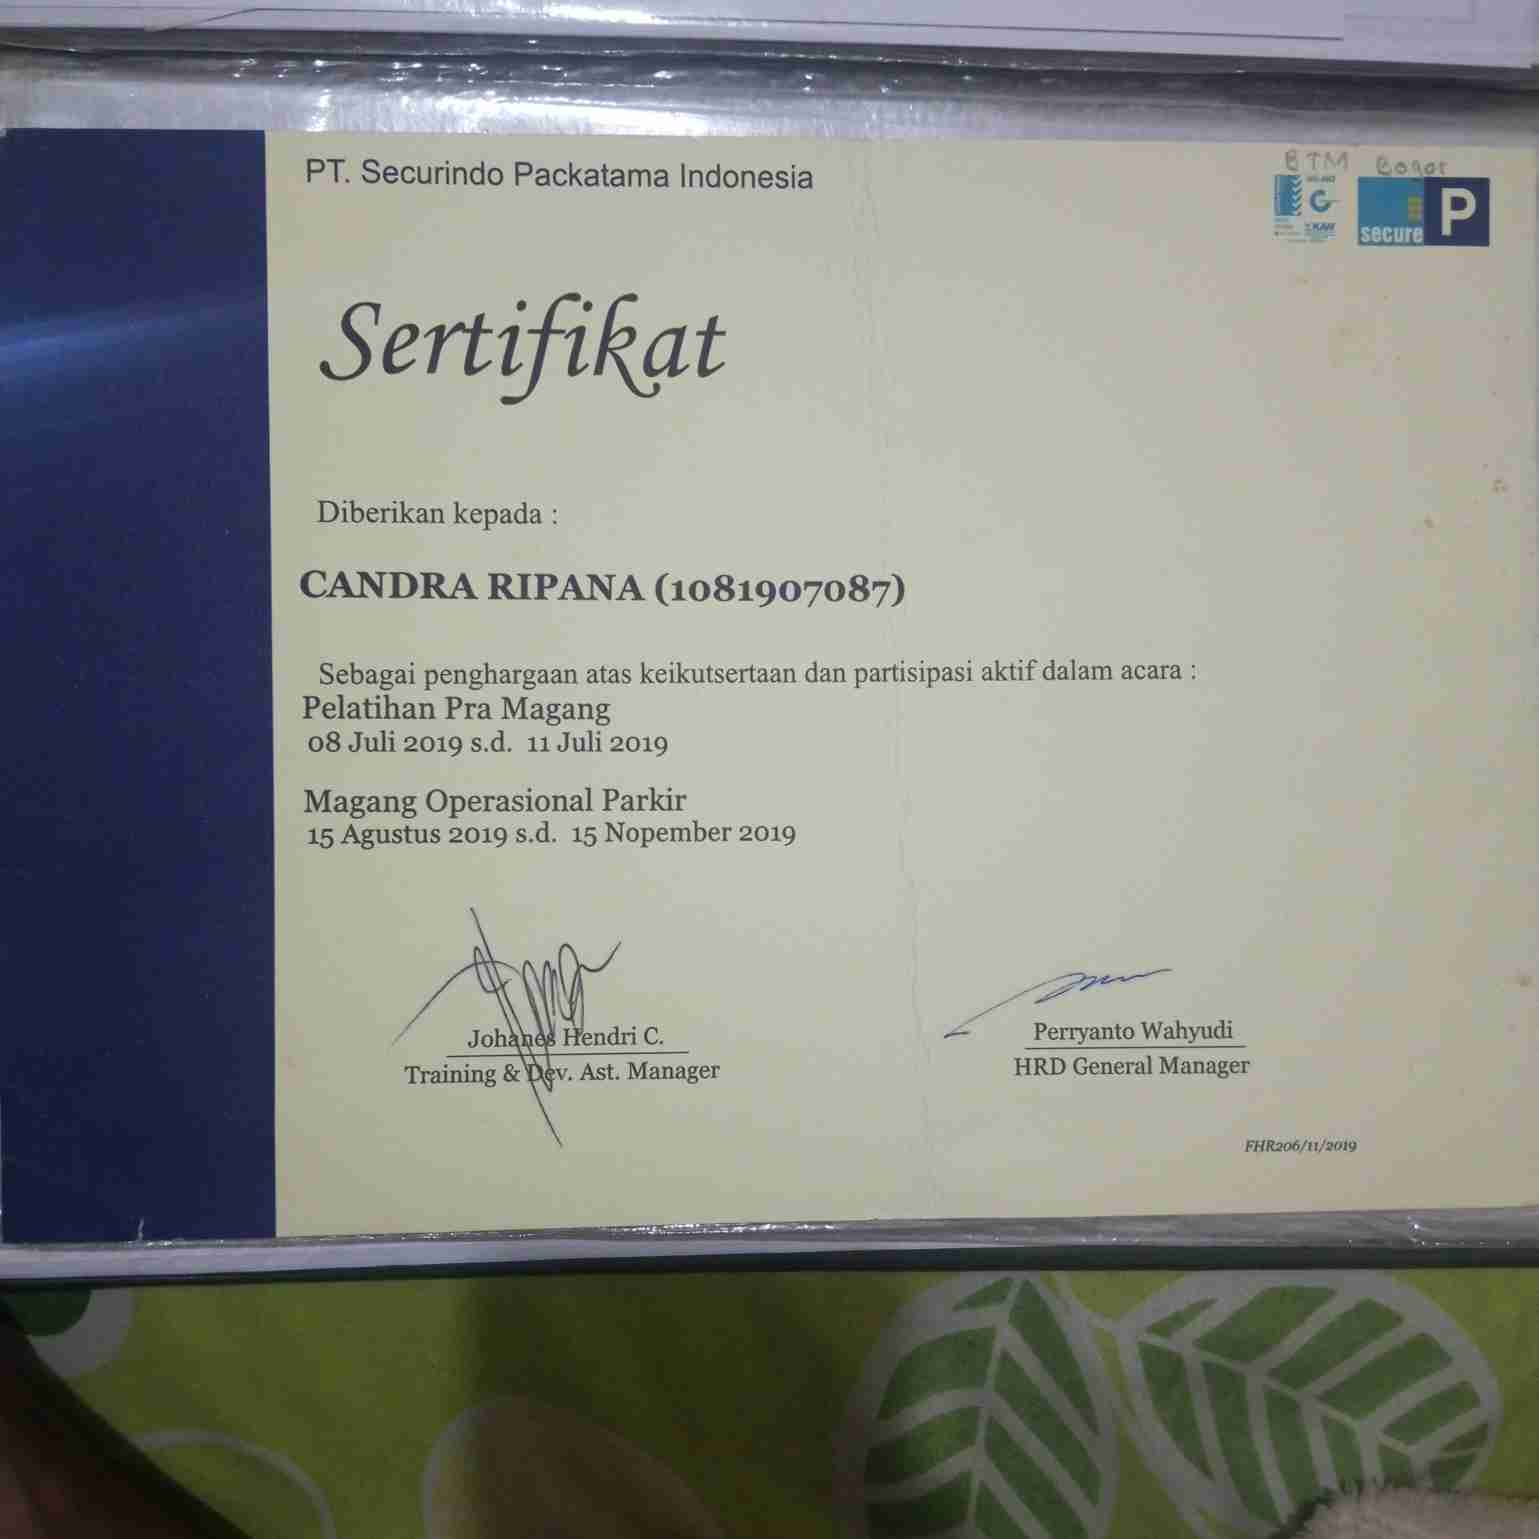 PT. Securindo Packatama Indonesia
BTM Bogor
KAN
secure P
Sertifikat
Diberikan kepada :
CANDRA RIPANA (1081907087)
Sebagai penghargaan atas keikutsertaan dan partisipasi aktif dalam acara :
Pelatihan Pra Magang
08 Juli 2019 s.d. 11 Juli 2019
Magang Operasional Parkir
15 Agustus 2019 s.d. 15 Nopember 2019
Johanes Hendri C.
Training & Dev. Ast. Manager
Perryanto Wahyudi
HRD General Manager
FHR206/11/2019